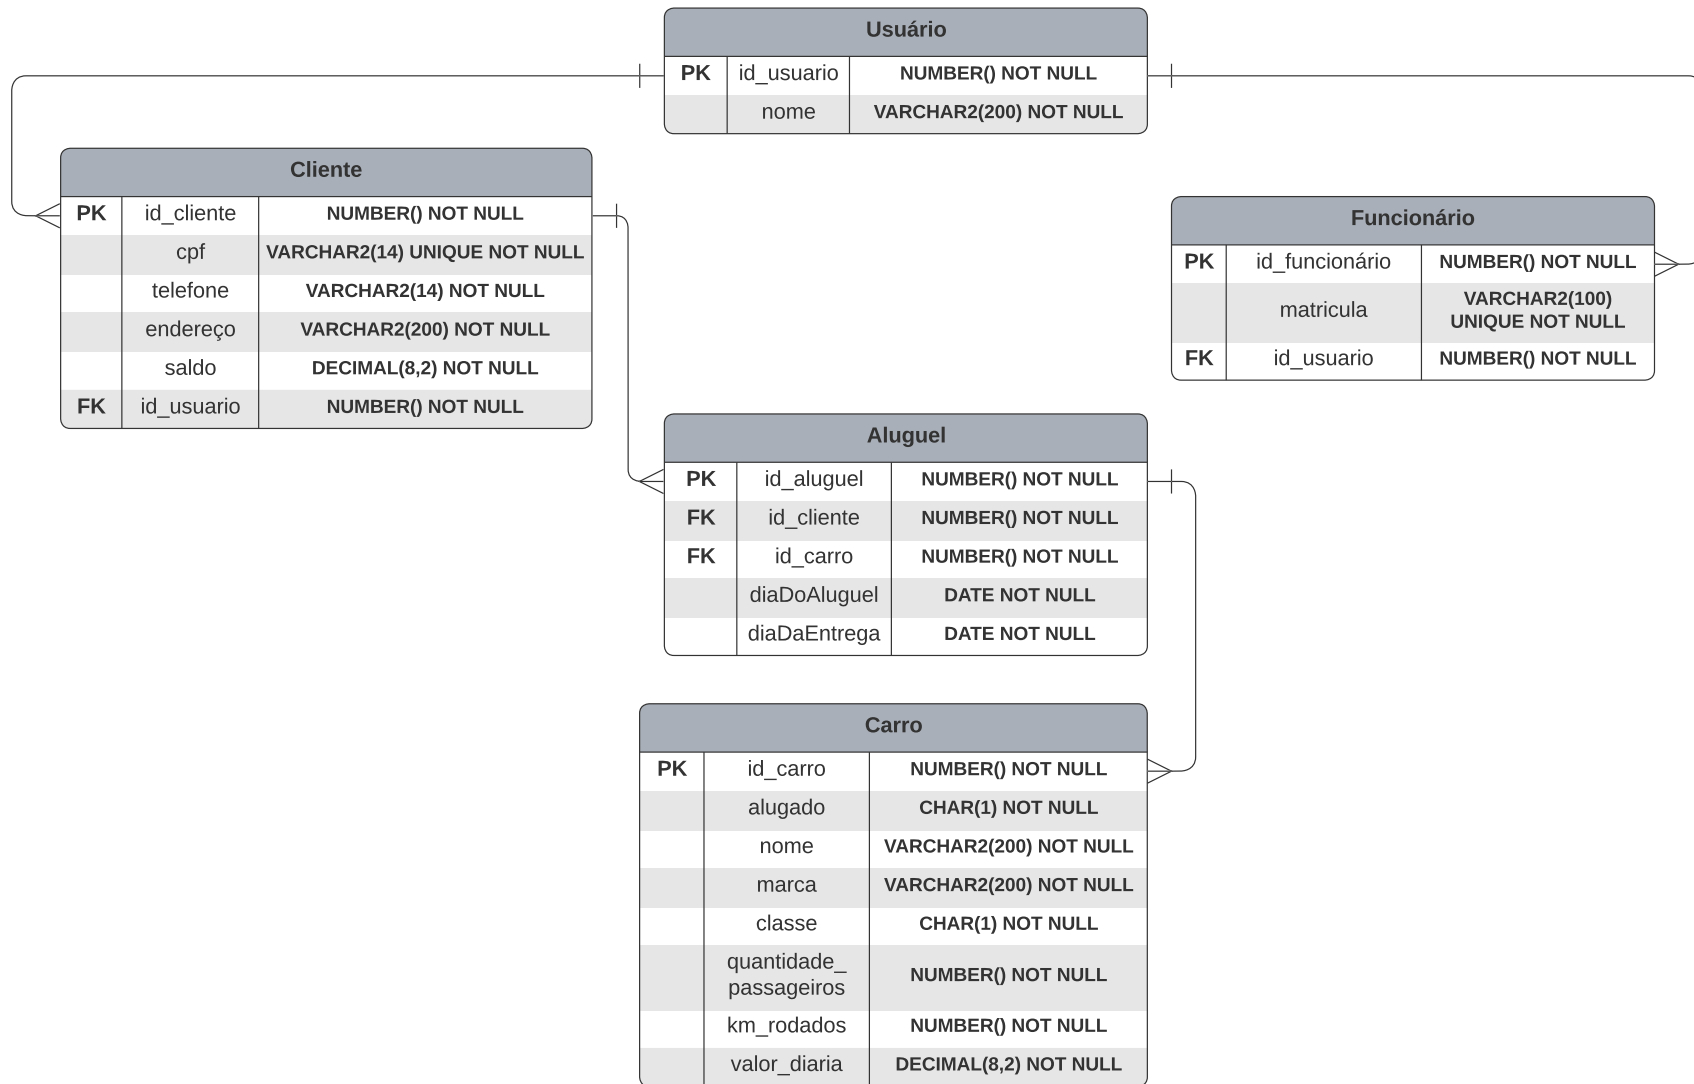 Usuário
PK id_usuario NUMBER() NOT NULL
nome VARCHAR2(200) NOT NULL
Cliente
PK id_cliente NUMBER() NOT NULL
cpf VARCHAR2(14) UNIQUE NOT NULL
telefone VARCHAR2(14) NOT NULL
endereço VARCHAR2(200) NOT NULL
saldo DECIMAL(8,2) NOT NULL
FK id_usuario NUMBER() NOT NULL
Funcionário
PK id_funcionário NUMBER() NOT NULL
matricula VARCHAR2(100)
UNIQUE NOT NULL
FK id_usuario NUMBER() NOT NULL
Aluguel
PK id_aluguel NUMBER() NOT NULL
FK id_cliente NUMBER() NOT NULL
FK id_carro NUMBER() NOT NULL
diaDoAluguel DATE NOT NULL
diaDaEntrega DATE NOT NULL
Carro
PK id_carro NUMBER() NOT NULL
alugado CHAR(1) NOT NULL
nome VARCHAR2(200) NOT NULL
marca VARCHAR2(200) NOT NULL
classe CHAR(1) NOT NULL
quantidade_
passageiros NUMBER() NOT NULL
km_rodados NUMBER() NOT NULL
valor_diaria DECIMAL(8,2) NOT NULL